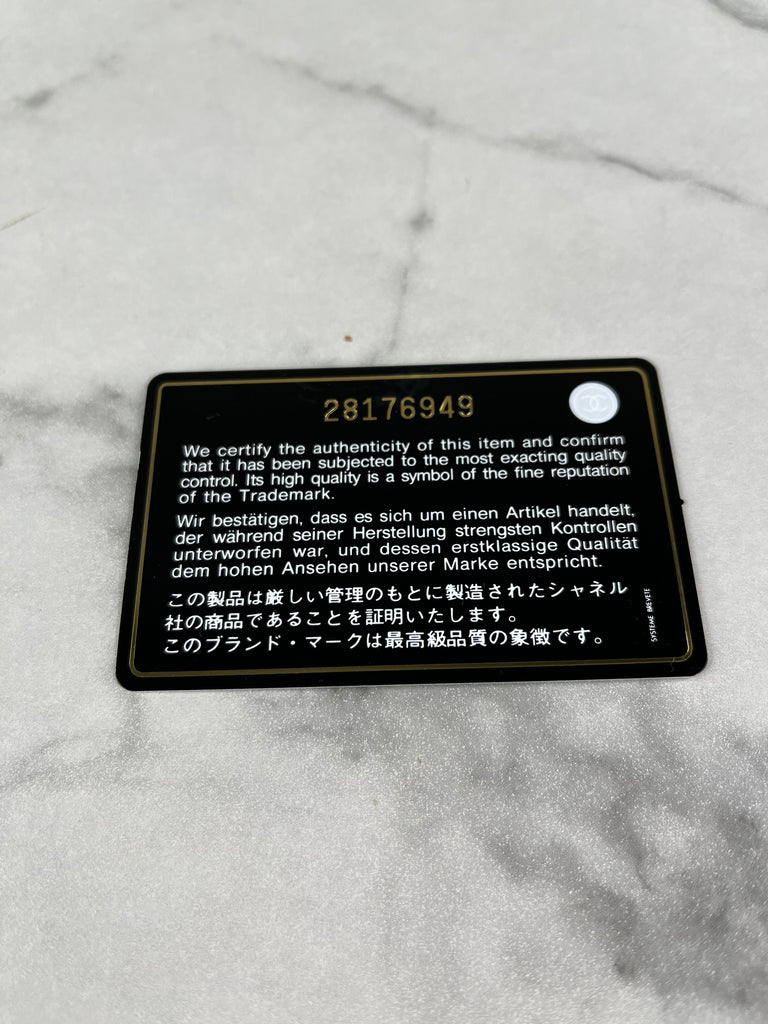 28176949
We certify the authenticity of this item and confirm
that it has been subjected to the most exacting quality
control. Its high quality is a symbol of the fine reputation
of the Trademark.
Wir bestätigen, dass es sich um einen Artikel handelt,
der während seiner Herstellung strengsten Kontrollen
unterworfen war, und dessen erstklassige Qualität
dem hohen Ansehen unserer Marke entspricht.
この製品は厳しい管理のもとに製造されたシャネル
社の商品であることを証明いたします。
このブランド・マークは最高級品質の象徴です。
SYSTEME BREVETE